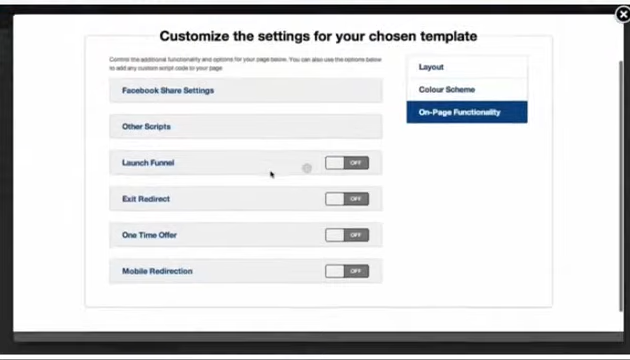 Customize the settings for your chosen template
Control the additional functionality and options for your page below. You can also use the options below
to add any custom script code to your page
Layout
Colour Scheme
On-Page Functionality
Facebook Share Settings
Other Scripts
Launch Funnel
OFF
Exit Redirect
OFF
One Time Offer
OFF
Mobile Redirection
OFF